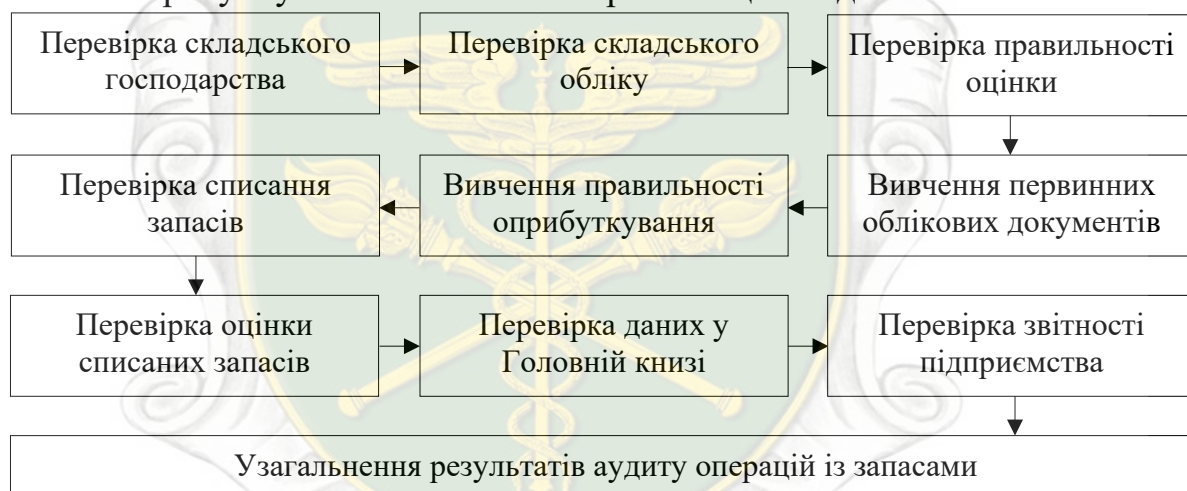 Перевірка складського
господарства
Перевірка складського
обліку
Перевірка правильності
оцінки
Вивчення первинних
облікових документів
Вивчення правильності
оприбуткування
Перевірка списання
запасів
Перевірка оцінки
списаних запасів
Перевірка даних у
Головній книзі
Перевірка звітності
підприємства
Узагальнення результатів аудиту операцій із запасами